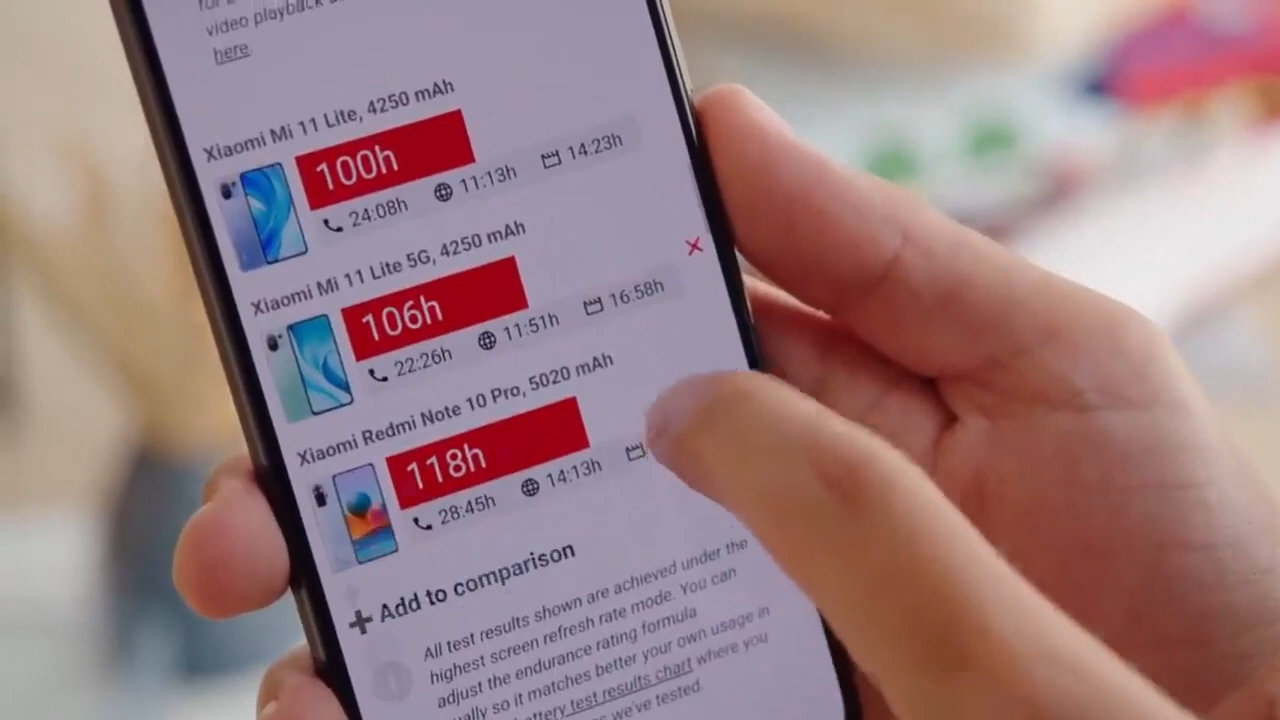 video playback
here.
Xiaomi Mi 11 Lite, 4250 mAh
100h
24:08h 11:13h 14:23h
Xiaomi Mi 11 Lite 5G, 4250 mAh
106h
22:26h 11:51h 16:58h
Xiaomi Redmi Note 10 Pro, 5020 mAh
118h
28:45h 14:13h
Add to comparison
All test results shown are achieved under the
highest screen refresh rate mode. You can
adjust the endurance rating formula
so it matches better your own usage in
test results chart where you
we've tested.